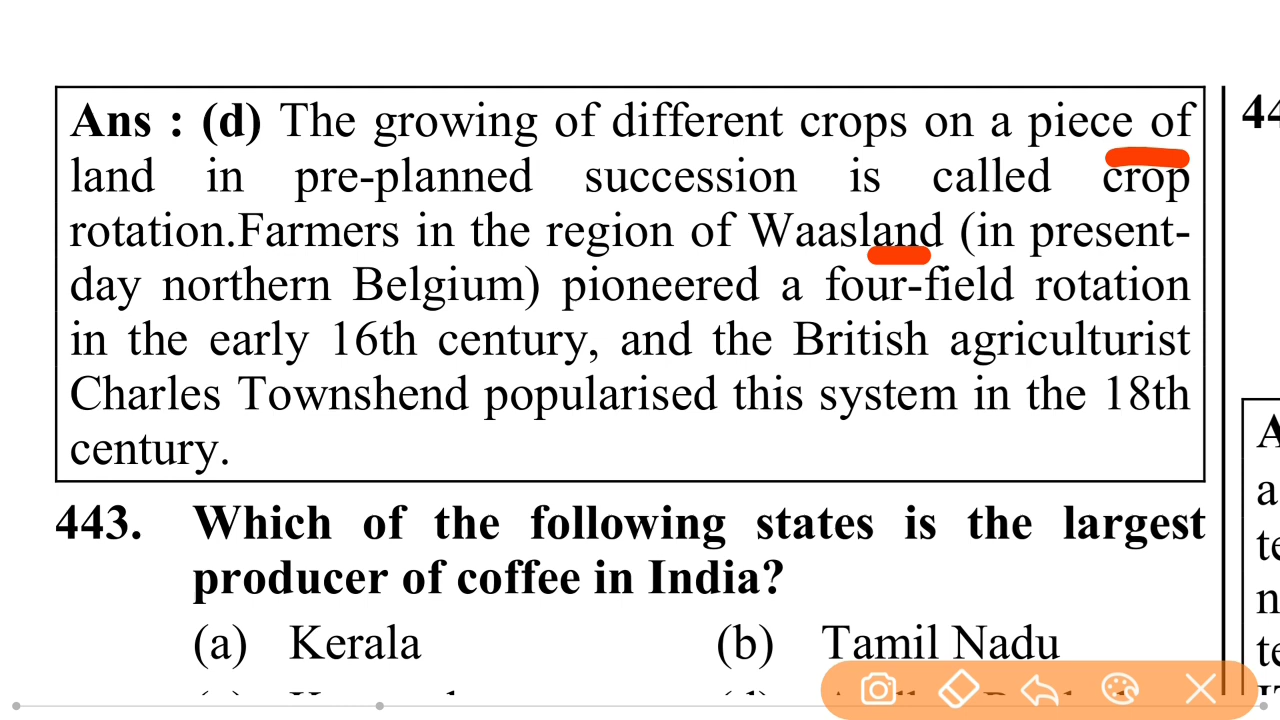 Ans : (d) The growing of different crops on a piece of
land in pre-planned succession is called crop
rotation.Farmers in the region of Waasland (in present-
day northern Belgium) pioneered a four-field rotation
in the early 16th century, and the British agriculturist
Charles Townshend popularised this system in the 18th
century.
443. Which of the following states is the largest
producer of coffee in India?
(a) Kerala (b) Tamil Nadu
44
A
a
te
n
te